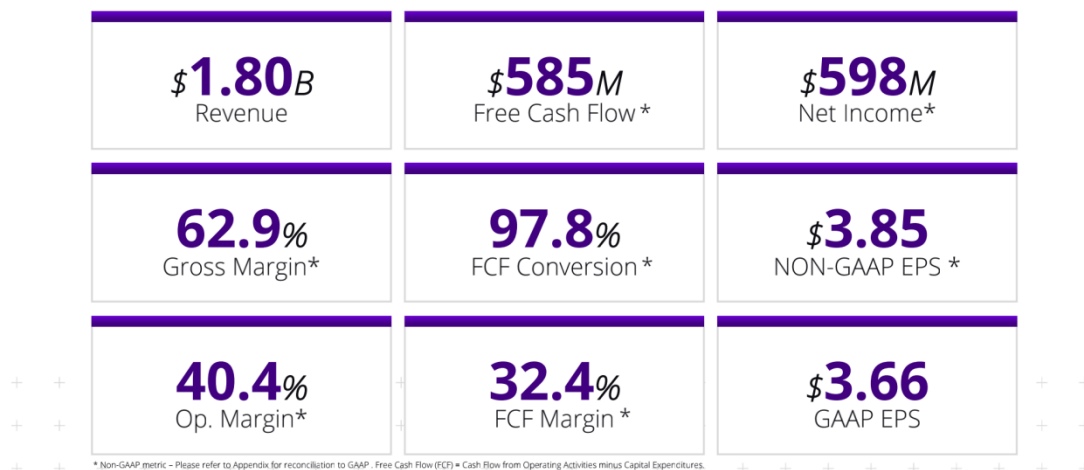 $1.80B
Revenue
$585M
Free Cash Flow *
$598M
Net Income*
62.9%
Gross Margin*
97.8%
FCF Conversion *
$3.85
NON-GAAP EPS *
40.4%
Op. Margin*
32.4%
FCF Margin *
$3.66
GAAP EPS
* Non-GAAP metric – Please refer to Appendix for reconciliation to GAAP . Free Cash Flow (FCF) = Cash Flow from Operating Activities minus Capital Expenditures.